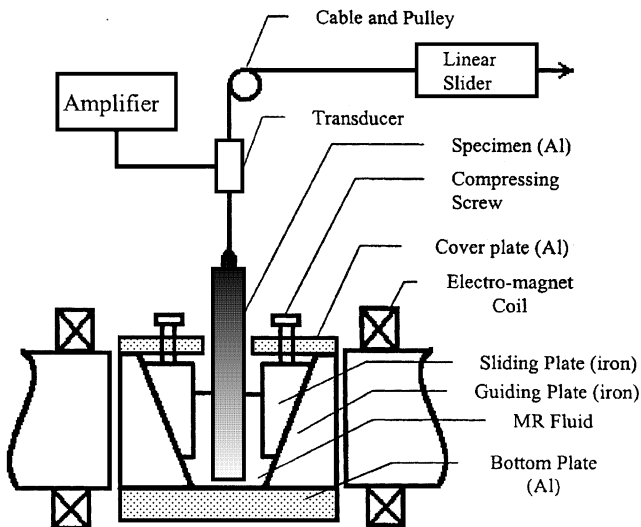 Cable and Pulley
Linear
Slider
Amplifier
Transducer
Specimen (Al)
Compressing
Screw
Cover plate (Al)
Electro-magnet
Coil
Sliding Plate (iron)
Guiding Plate (iron)
MR Fluid
Bottom Plate
(Al)